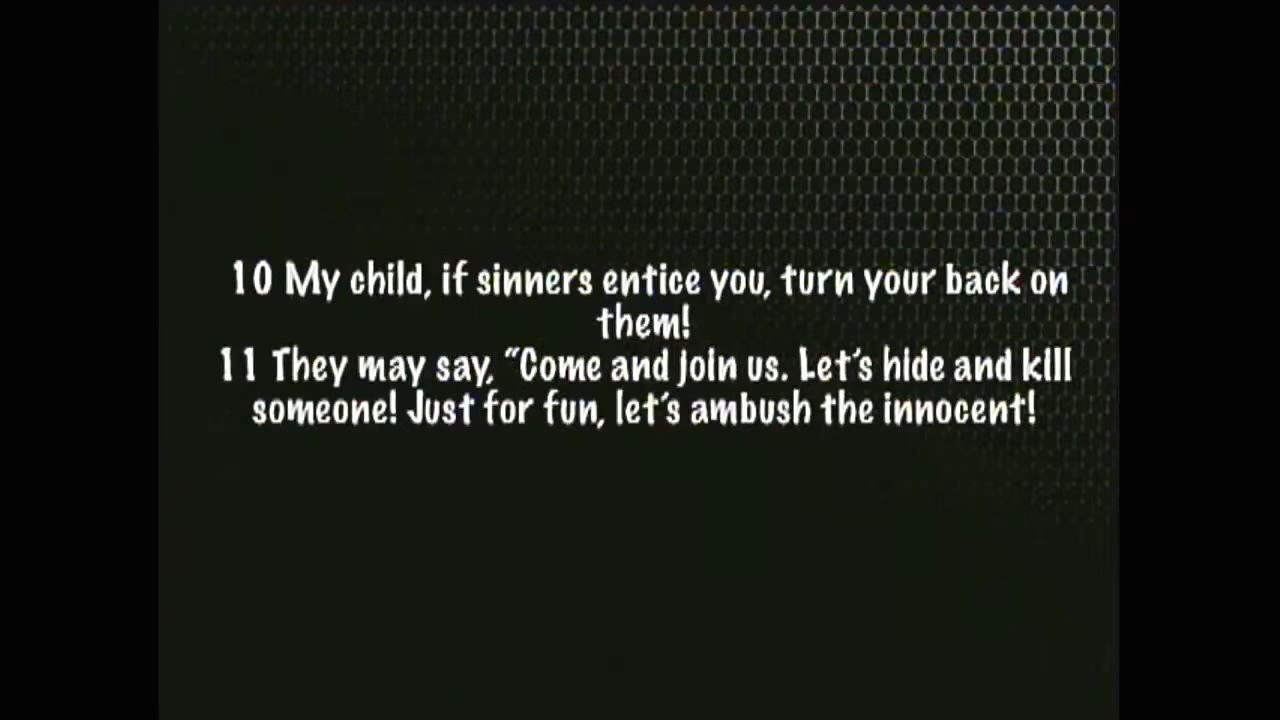 10 My child, if sinners entice you, turn your back on
them!
11 They may say, “Come and join us. Let’s hide and kill
someone! Just for fun, let’s ambush the innocent!